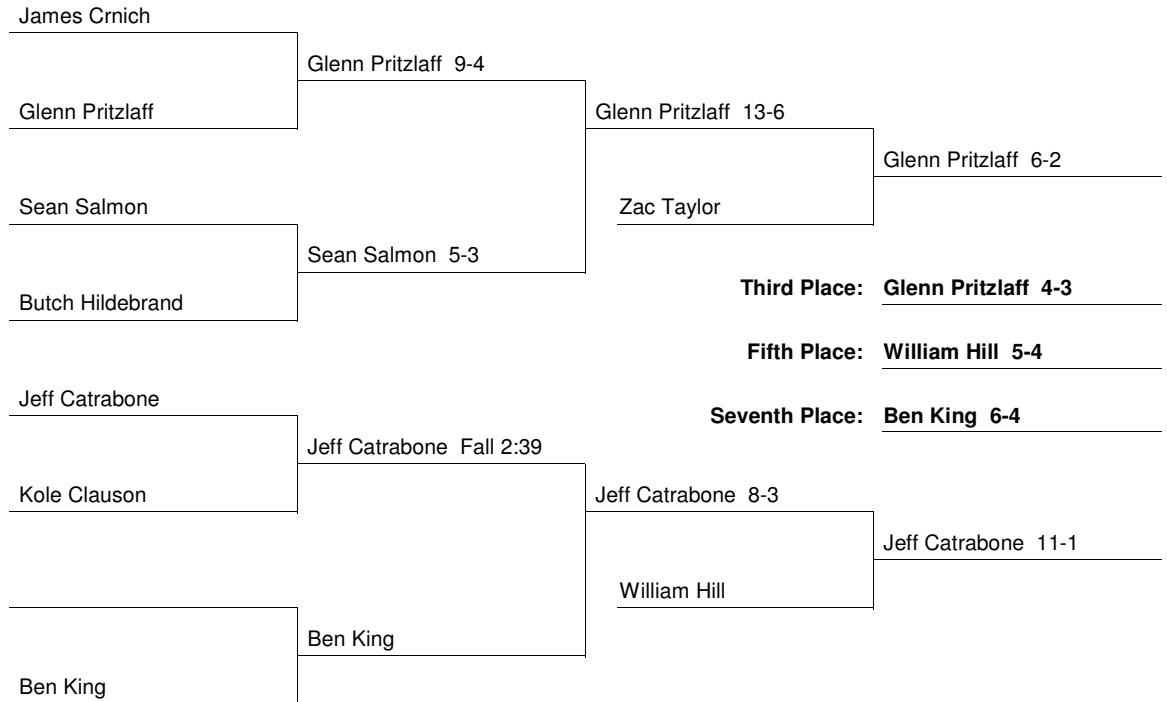 James Crnich
Glenn Pritzlaff 9-4
Glenn Pritzlaff
Glenn Pritzlaff 13-6
Glenn Pritzlaff 6-2
Sean Salmon
Zac Taylor
Sean Salmon 5-3
Butch Hildebrand
Third Place: Glenn Pritzlaff 4-3
Fifth Place: William Hill 5-4
Jeff Catrabone
Seventh Place: Ben King 6-4
Jeff Catrabone Fall 2:39
Kole Clauson
Jeff Catrabone 8-3
Jeff Catrabone 11-1
William Hill
Ben King
Ben King